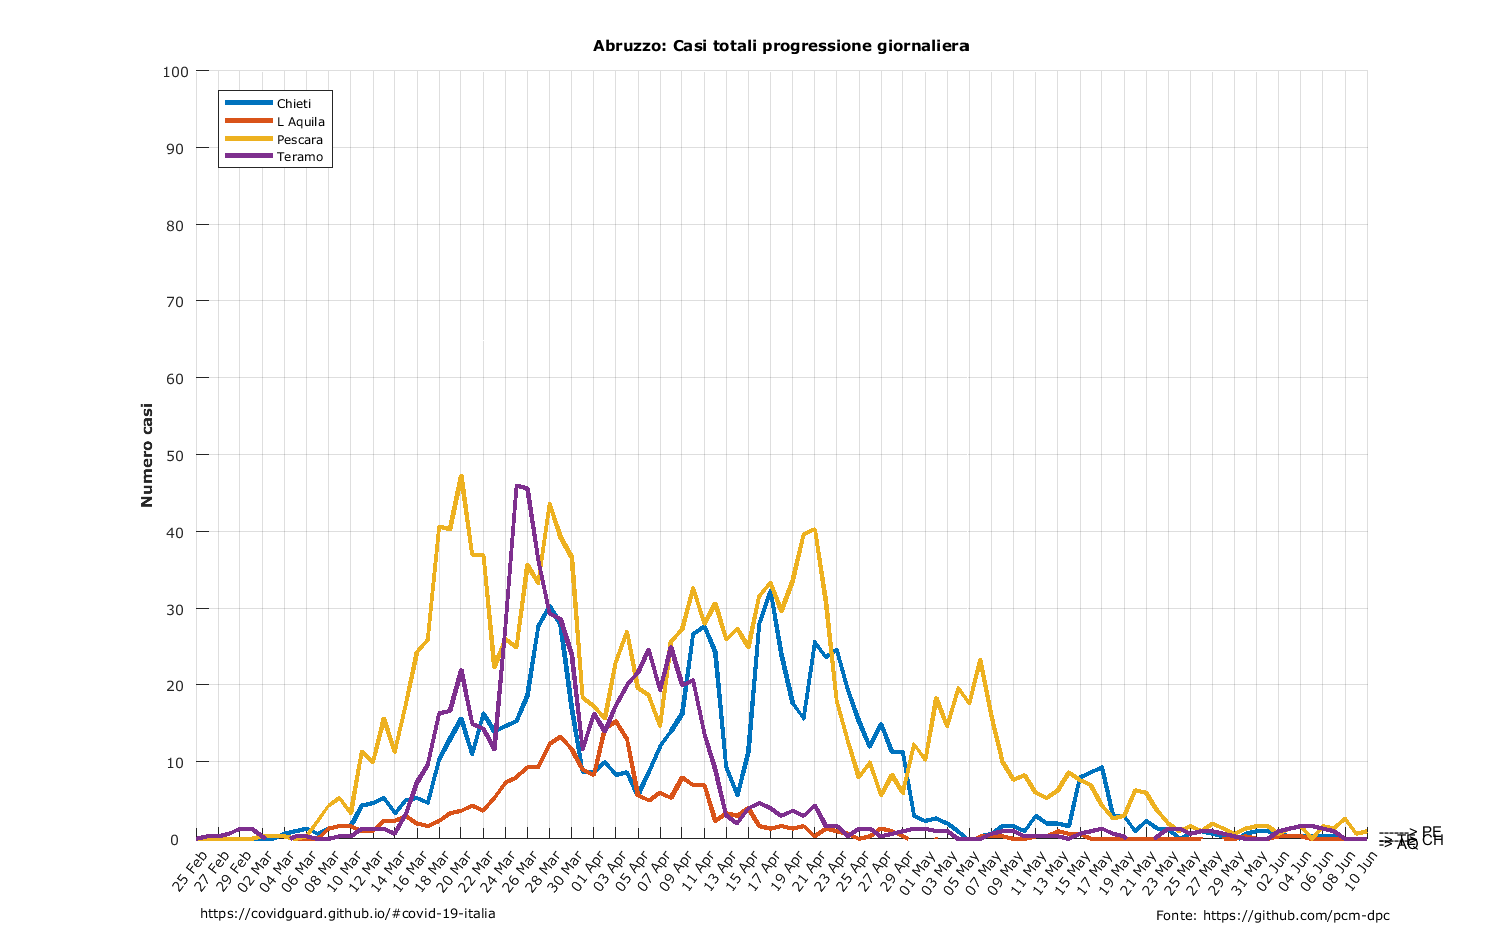 Abruzzo: Casi totali progressione giornaliera
Numero casi
100
90
80
70
60
50
40
30
20
10
0
Chieti
L Aquila
Pescara
Teramo
25 Feb
27 Feb
29 Feb
02 Mar
04 Mar
06 Mar
08 Mar
10 Mar
12 Mar
14 Mar
16 Mar
18 Mar
20 Mar
22 Mar
24 Mar
26 Mar
28 Mar
30 Mar
01 Apr
03 Apr
05 Apr
07 Apr
09 Apr
11 Apr
13 Apr
15 Apr
17 Apr
19 Apr
21 Apr
23 Apr
25 Apr
27 Apr
29 Apr
01 May
03 May
05 May
07 May
09 May
11 May
13 May
15 May
17 May
19 May
21 May
23 May
25 May
27 May
29 May
31 May
02 Jun
04 Jun
06 Jun
08 Jun
10 Jun
-----> PE
CH
AQ
https://covidguard.github.io/#covid-19-italia
Fonte: https://github.com/pcm-dpc